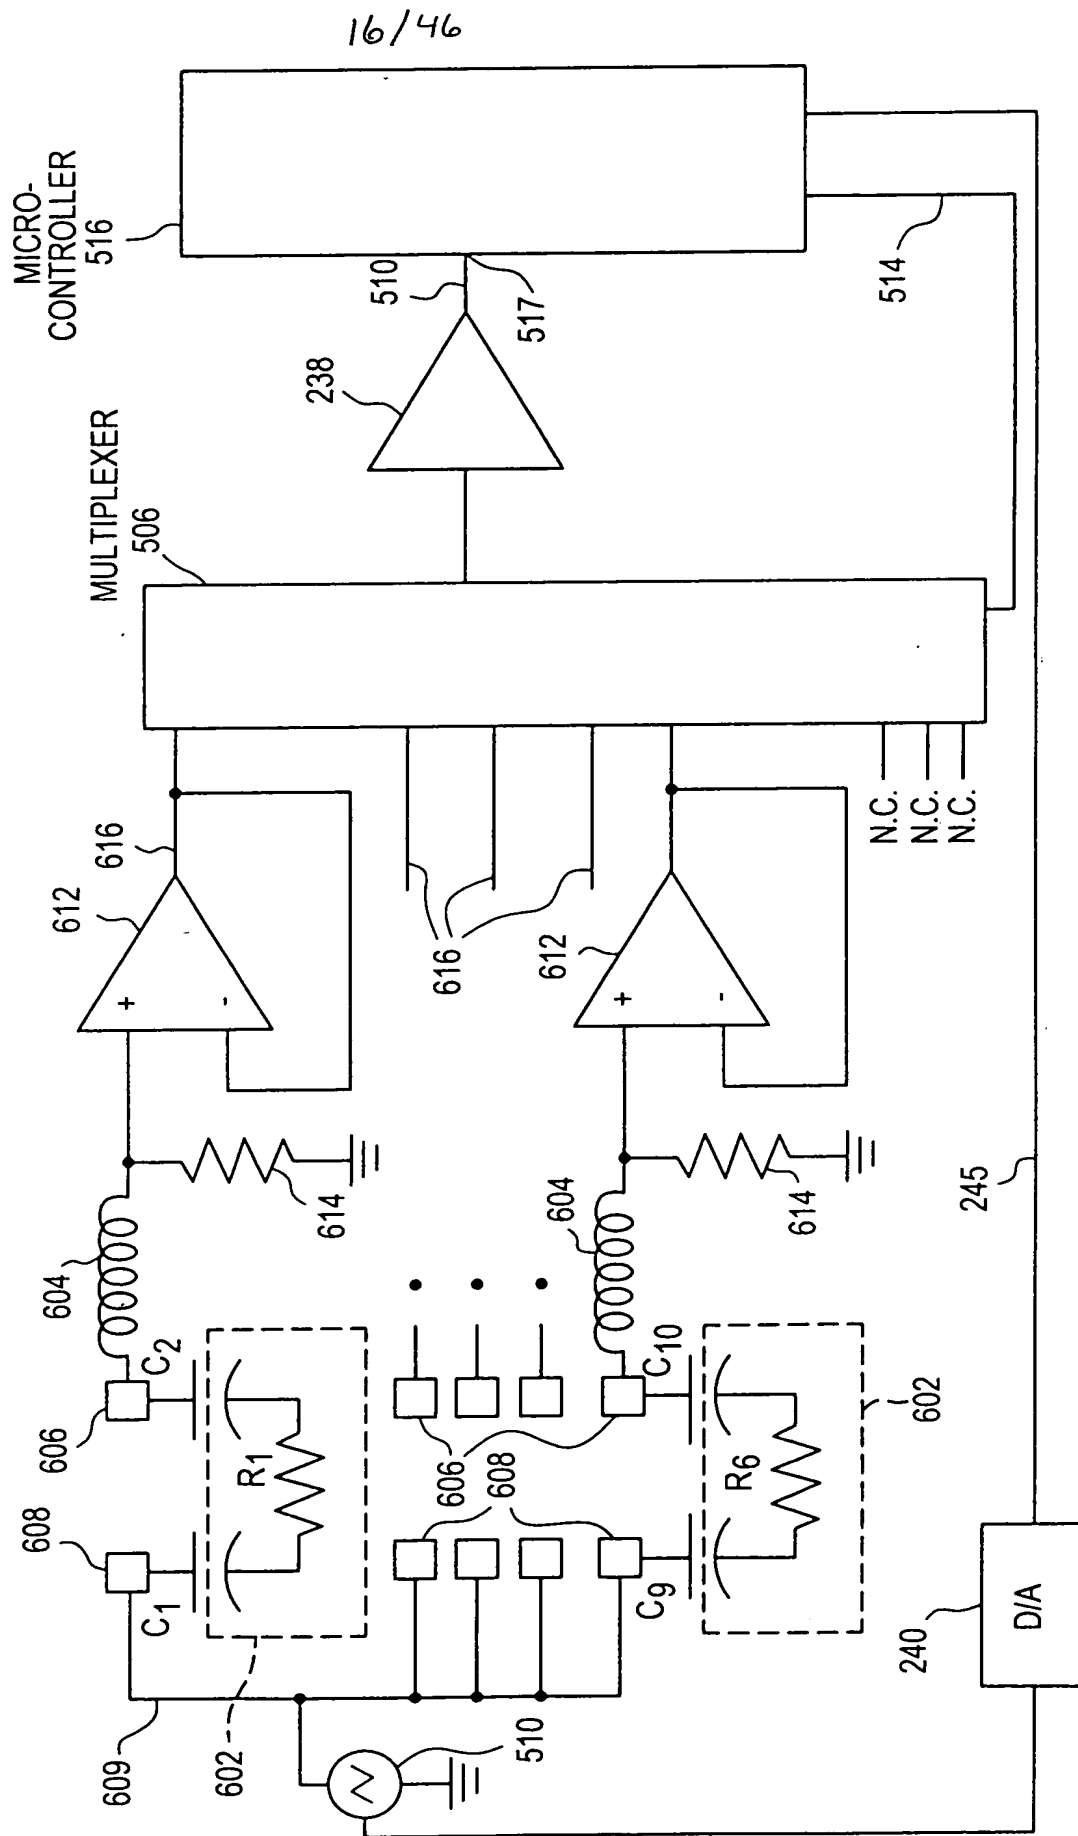 16/46
MICRO-
CONTROLLER
516
510
517
514
238
MULTIPLEXER
506
616
612
616
612
N.C.
N.C.
N.C.
+
-
+
-
614
614
604
604
245
C2
C10
606
606
R1
R6
602
608
608
C1
C9
609
602
510
240
D/A